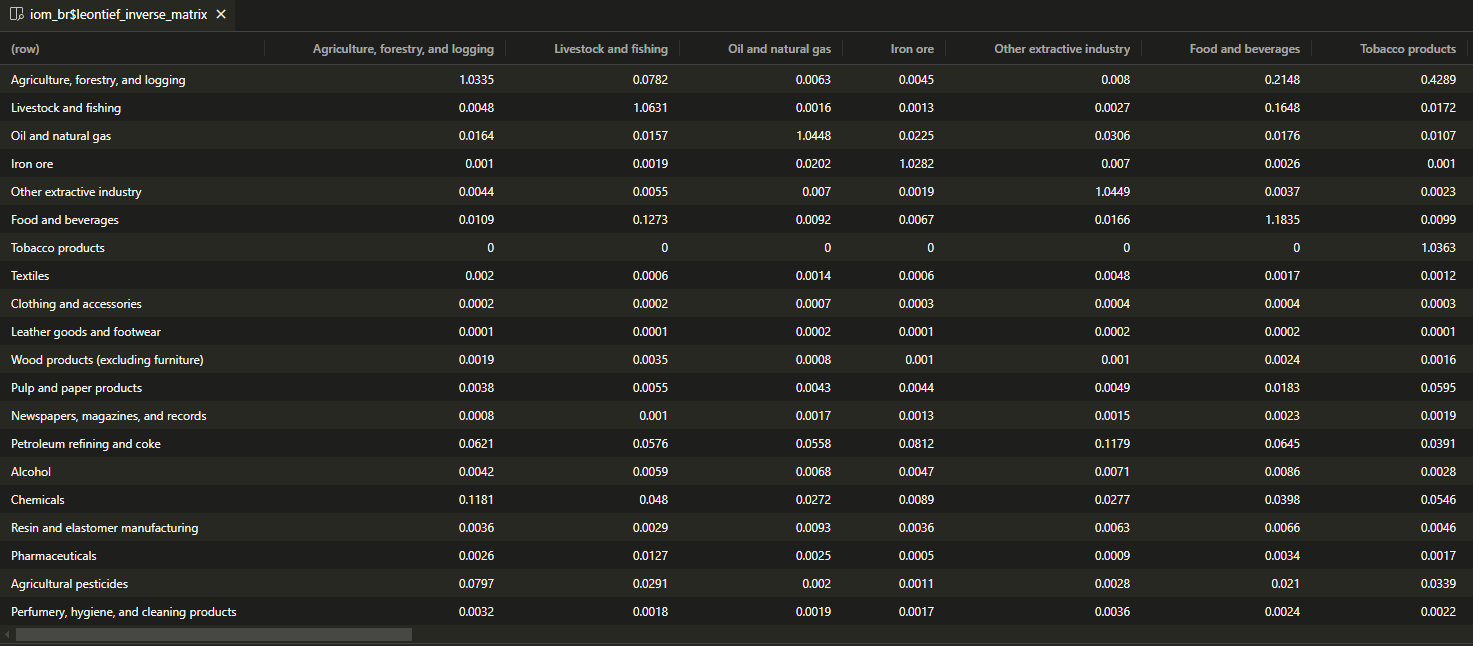 iom_br$leontief_inverse_matrix
(row) Agriculture, forestry, and logging Livestock and fishing Oil and natural gas Iron ore Other extractive industry Food and beverages Tobacco products
Agriculture, forestry, and logging 1.0335 0.0782 0.0063 0.0045 0.008 0.2148 0.4289
Livestock and fishing 0.0048 1.0631 0.0016 0.0013 0.0027 0.1648 0.0172
Oil and natural gas 0.0164 0.0157 1.0448 0.0225 0.0306 0.0176 0.0107
Iron ore 0.001 0.0019 0.0202 1.0282 0.007 0.0026 0.001
Other extractive industry 0.0044 0.0055 0.007 0.0019 1.0449 0.0037 0.0023
Food and beverages 0.0109 0.1273 0.0092 0.0067 0.0166 1.1835 0.0099
Tobacco products 0 0 0 0 0 0 1.0363
Textiles 0.002 0.0006 0.0014 0.0006 0.0048 0.0017 0.0012
Clothing and accessories 0.0002 0.0002 0.0007 0.0003 0.0004 0.0004 0.0003
Leather goods and footwear 0.0001 0.0001 0.0002 0.0001 0.0002 0.0002 0.0001
Wood products (excluding furniture) 0.0019 0.0035 0.0008 0.001 0.001 0.0024 0.0016
Pulp and paper products 0.0038 0.0055 0.0043 0.0044 0.0049 0.0183 0.0595
Newspapers, magazines, and records 0.0008 0.001 0.0017 0.0013 0.0015 0.0023 0.0019
Petroleum refining and coke 0.0621 0.0576 0.0558 0.0812 0.1179 0.0645 0.0391
Alcohol 0.0042 0.0059 0.0068 0.0047 0.0071 0.0086 0.0028
Chemicals 0.1181 0.048 0.0272 0.0089 0.0277 0.0398 0.0546
Resin and elastomer manufacturing 0.0036 0.0029 0.0093 0.0036 0.0063 0.0066 0.0046
Pharmaceuticals 0.0026 0.0127 0.0025 0.0005 0.0009 0.0034 0.0017
Agricultural pesticides 0.0797 0.0291 0.002 0.0011 0.0028 0.021 0.0339
Perfumery, hygiene, and cleaning products 0.0032 0.0018 0.0019 0.0017 0.0036 0.0024 0.0022